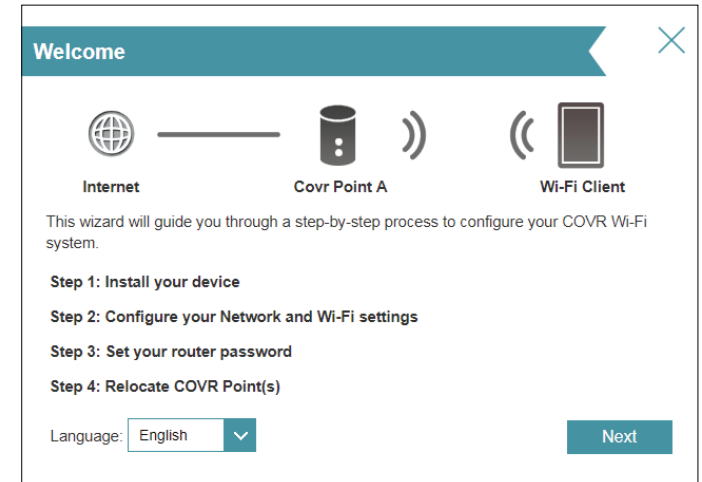 Welcome
Internet
Covr Point A
Wi-Fi Client
This wizard will guide you through a step-by-step process to configure your COVR Wi-Fi
system.
Step 1: Install your device
Step 2: Configure your Network and Wi-Fi settings
Step 3: Set your router password
Step 4: Relocate COVR Point(s)
Language: English
Next